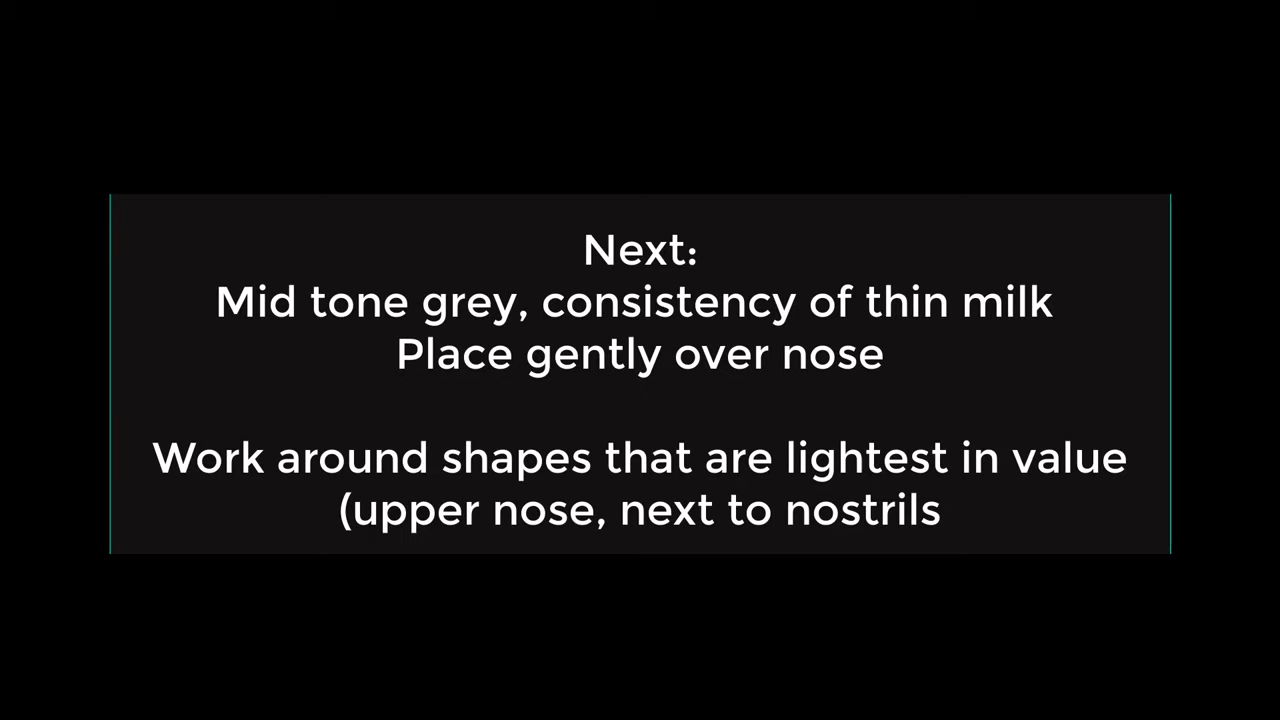 Next:
Mid tone grey, consistency of thin milk
Place gently over nose
Work around shapes that are lightest in value
(upper nose, next to nostrils